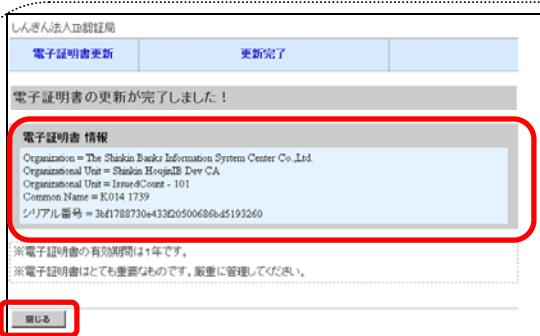 しんきん法人IB認証局
電子証明書更新
更新完了
電子証明書の更新が完了しました！
電子証明書 情報
Organization = The Shinkin Banks Information System Center Co.,Ltd.
Organizational Unit = Shinkin HoujinIB Dev CA
Organizational Unit = IssuedCount - 101
Common Name = K014 1739
シリアル番号 = 3bf1788730e433f20500686bd5193260
※電子証明書の有効期間は1年です。
※電子証明書はとても重要なものです。厳重に管理してください。
閉じる